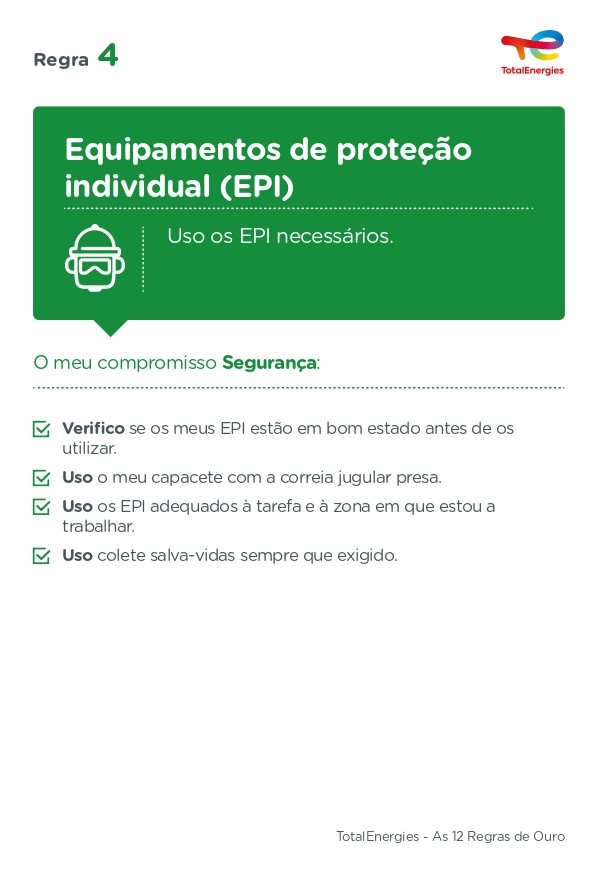 Regra 4
TotalEnergies
Equipamentos de proteção
individual (EPI)
Uso os EPI necessários.
O meu compromisso Segurança:
Verifico se os meus EPI estão em bom estado antes de os
utilizar.
Uso o meu capacete com a correia jugular presa.
Uso os EPI adequados à tarefa e à zona em que estou a
trabalhar.
Uso colete salva-vidas sempre que exigido.
TotalEnergies - As 12 Regras de Ouro